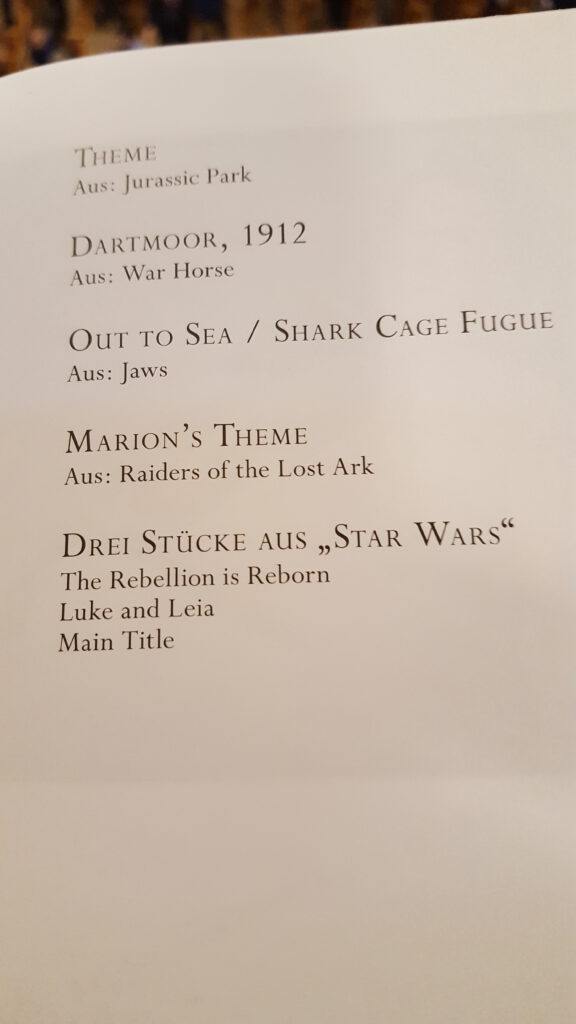 THEME
Aus: Jurassic Park
DARTMOOR, 1912
Aus: War Horse
OUT TO SEA / SHARK CAGE FUGUE
Aus: Jaws
MARION’S THEME
Aus: Raiders of the Lost Ark
DREI STÜCKE AUS „STAR WARS“
The Rebellion is Reborn
Luke and Leia
Main Title